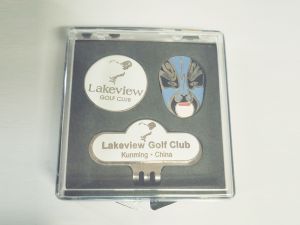 Lakeview
GOLF CLUB
Lakeview Golf Club
Kunming · China